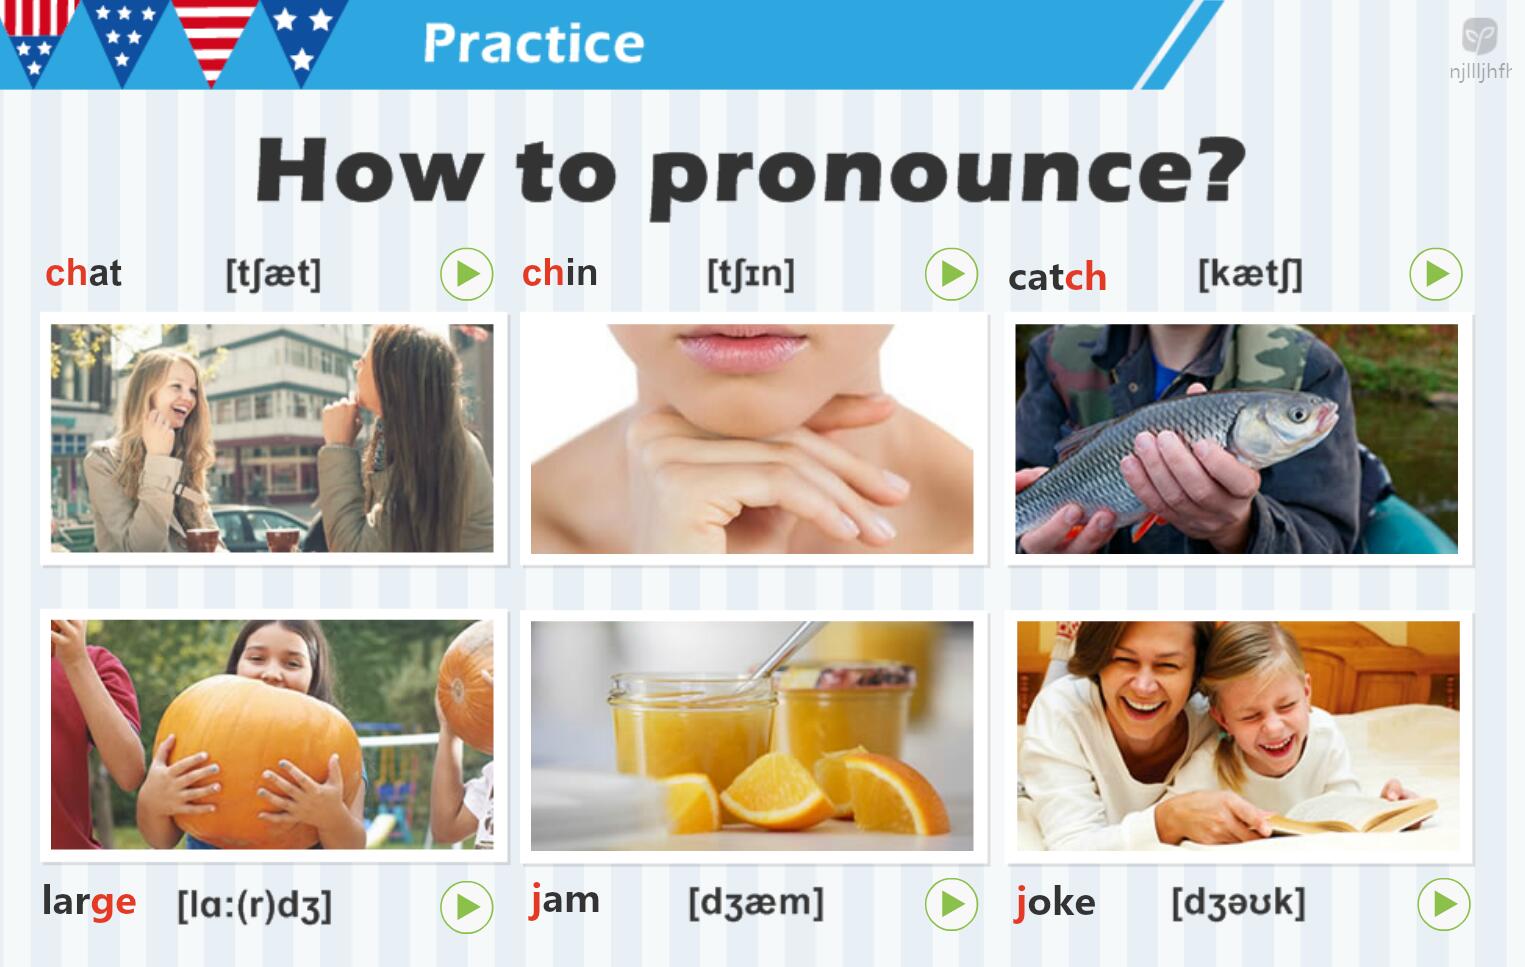 Practice
njllljhfh
How to pronounce?
chat [tʃæt]
chin [tʃɪn]
catch [kætʃ]
large [lɑ:(r)dʒ]
jam [dʒæm]
joke [dʒəʊk]